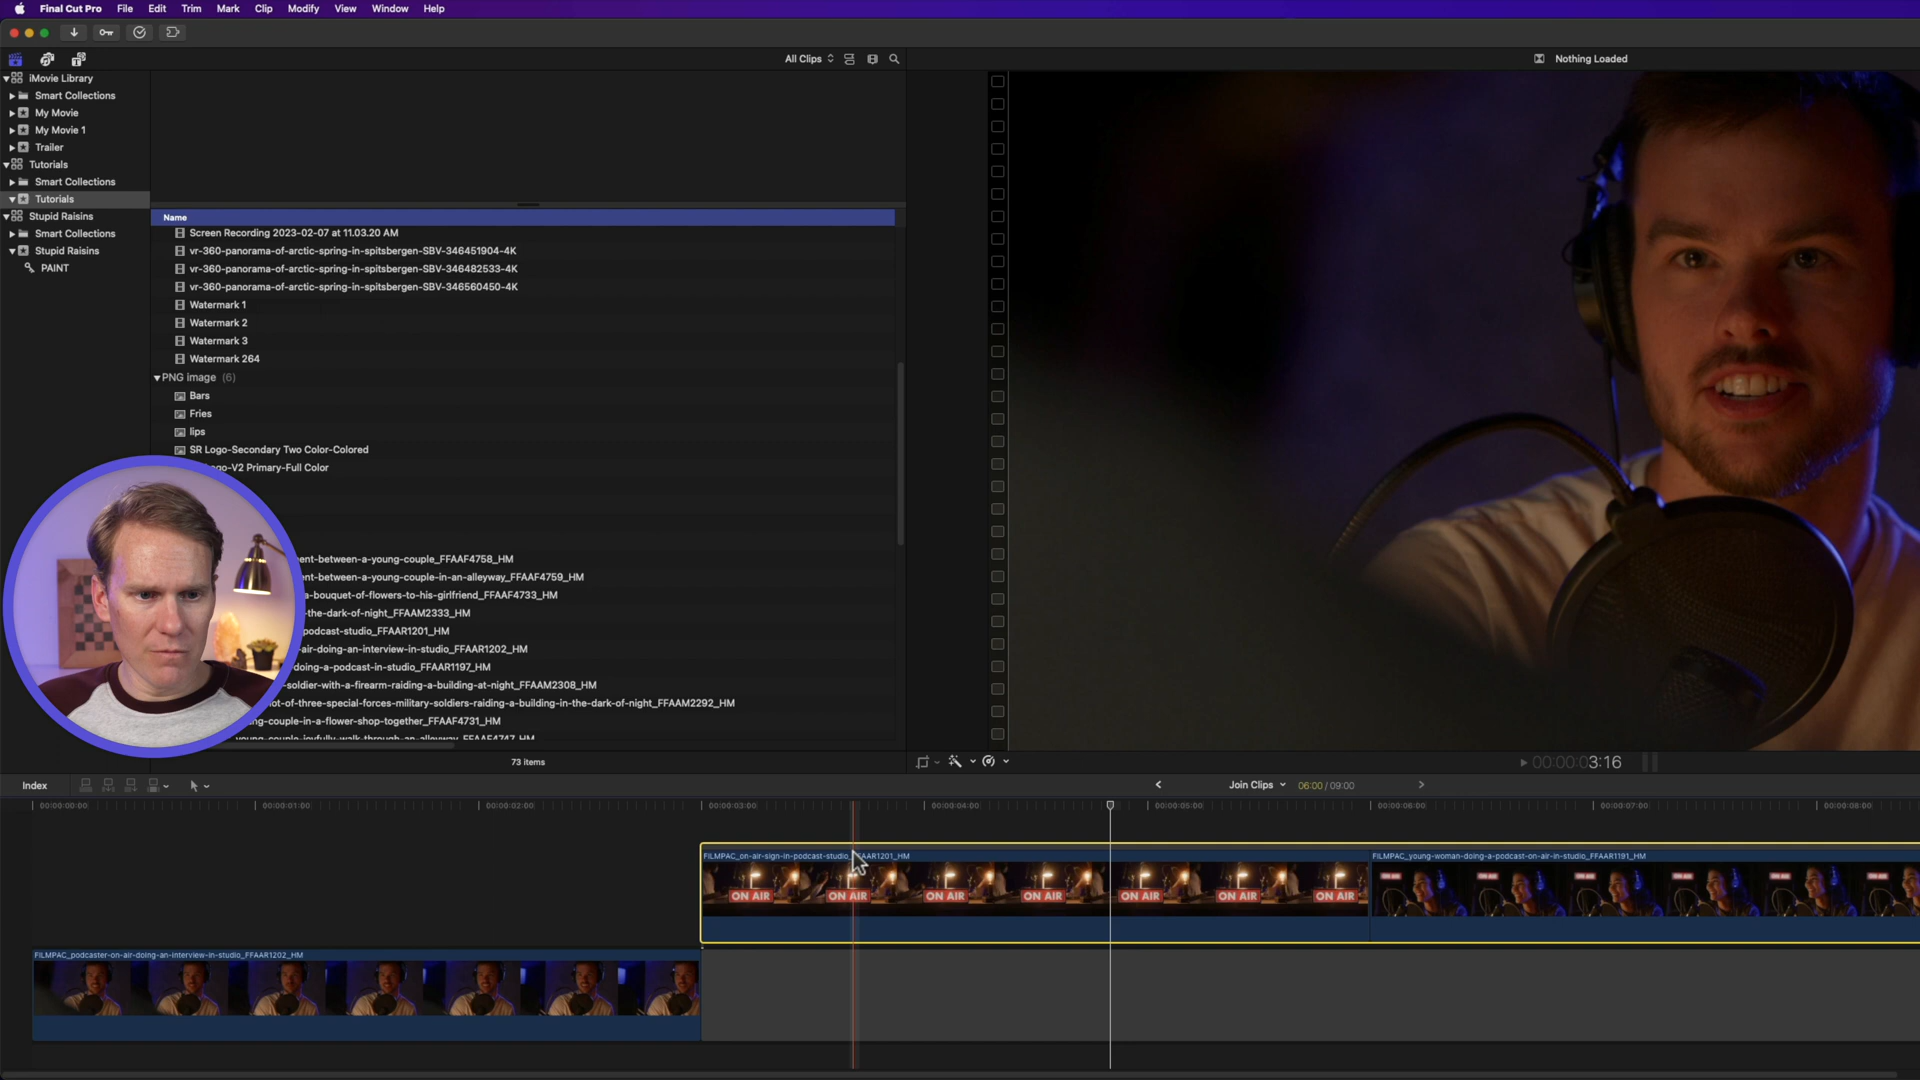 Final Cut Pro File Edit Trim Mark Clip Modify View Window Help
All Clips
Nothing Loaded
iMovie Library
Smart Collections
My Movie
My Movie 1
Trailer
Tutorials
Smart Collections
Tutorials
Stupid Raisins
Smart Collections
Stupid Raisins
PAINT
Name
Screen Recording 2023-02-07 at 11.03.20 AM
vr-360-panorama-of-arctic-spring-in-spitsbergen-SBV-346451904-4K
vr-360-panorama-of-arctic-spring-in-spitsbergen-SBV-346482533-4K
vr-360-panorama-of-arctic-spring-in-spitsbergen-SBV-346560450-4K
Watermark 1
Watermark 2
Watermark 3
Watermark 264
PNG image (6)
Bars
Fries
lips
SR Logo-Secondary Two Color-Colored
ogo-V2 Primary-Full Color
ent-between-a-young-couple_FFAAF4758_HM
ent-between-a-young-couple-in-an-alleyway_FFAAF4759_HM
a-bouquet-of-flowers-to-his-girlfriend_FFAAF4733_HM
the-dark-of-night_FFAAM2333_HM
podcast-studio_FFAAR1201_HM
air-doing-an-interview-in-studio_FFAAR1202_HM
doing-a-podcast-in-studio_FFAAR1197_HM
soldier-with-a-firearm-raiding-a-building-at-night_FFAAM2308_HM
ot-of-three-special-forces-military-soldiers-raiding-a-building-in-the-dark-of-night_FFAAM2292_HM
ng-couple-in-a-flower-shop-together_FFAAF4731_HM
young-couple-joyfully-walk-through-an-alleyway_FFAAF4747_HM
73 items
00:00:03:16
Index
Join Clips 06:00 / 09:00
00:00:00:00 00:00:01:00 00:00:02:00 00:00:03:00 00:00:04:00 00:00:05:00 00:00:06:00 00:00:07:00 00:00:08:00
FILMPAC_on-air-sign-in-podcast-studio_FFAAR1201_HM
FILMPAC_young-woman-doing-a-podcast-on-air-in-studio_FFAAR1191_HM
ON AIR ON AIR ON AIR ON AIR ON AIR ON AIR ON AIR
FILMPAC_podcaster-on-air-doing-an-interview-in-studio_FFAAR1202_HM